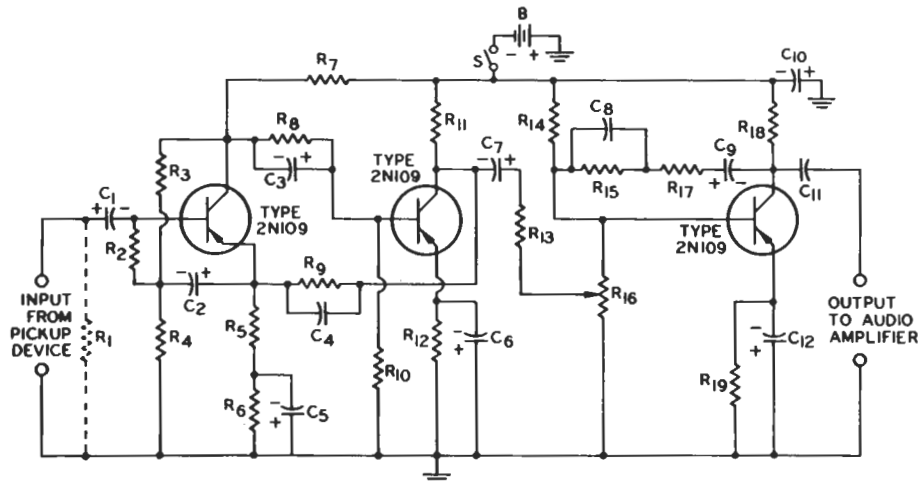 B
- +
S
C10
- +
R7
R8
- +
C3
R11
TYPE
2N109
C7
- +
R14
C8
R15
R17
C9
+ -
R18
C11
R3
C1
+ -
R2
TYPE
2N109
R13
TYPE
2N109
R16
INPUT
FROM
PICKUP
DEVICE
R1
- +
C2
R4
R9
C4
R5
R6
-
+
C5
R10
R12
-
+
C6
R19
-
+
C12
OUTPUT
TO AUDIO
AMPLIFIER